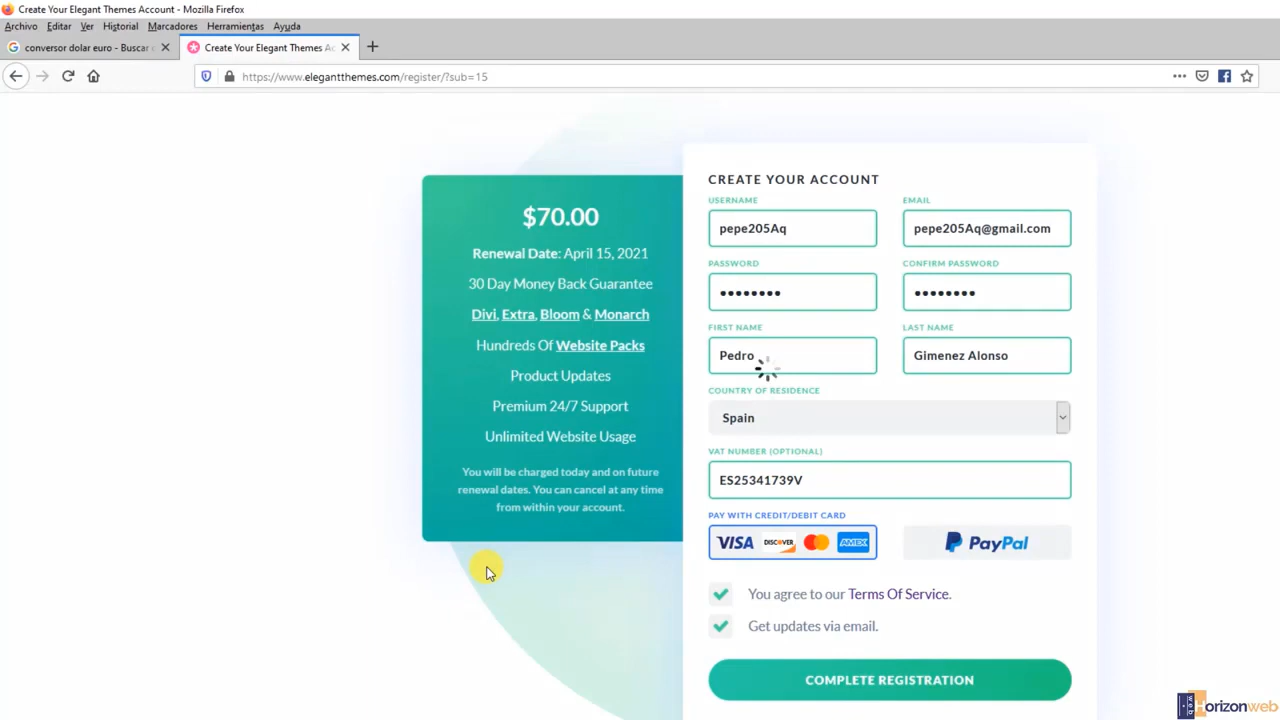 Create Your Elegant Themes Account - Mozilla Firefox
Archivo Editar Ver Historial Marcadores Herramientas Ayuda
conversor dolar euro - Buscar
Create Your Elegant Themes Ac
https://www.elegantthemes.com/register/?sub=15
$70.00
Renewal Date: April 15, 2021
30 Day Money Back Guarantee
Divi, Extra, Bloom & Monarch
Hundreds Of Website Packs
Product Updates
Premium 24/7 Support
Unlimited Website Usage
You will be charged today and on future
renewal dates. You can cancel at any time
from within your account.
CREATE YOUR ACCOUNT
USERNAME EMAIL
pepe205Aq pepe205Aq@gmail.com
PASSWORD CONFIRM PASSWORD
•••••••• ••••••••
FIRST NAME LAST NAME
Pedro Gimenez Alonso
COUNTRY OF RESIDENCE
Spain
VAT NUMBER (OPTIONAL)
ES25341739V
PAY WITH CREDIT/DEBIT CARD
VISA DISCOVER AMEX PayPal
You agree to our Terms Of Service.
Get updates via email.
COMPLETE REGISTRATION
web Horizonweb